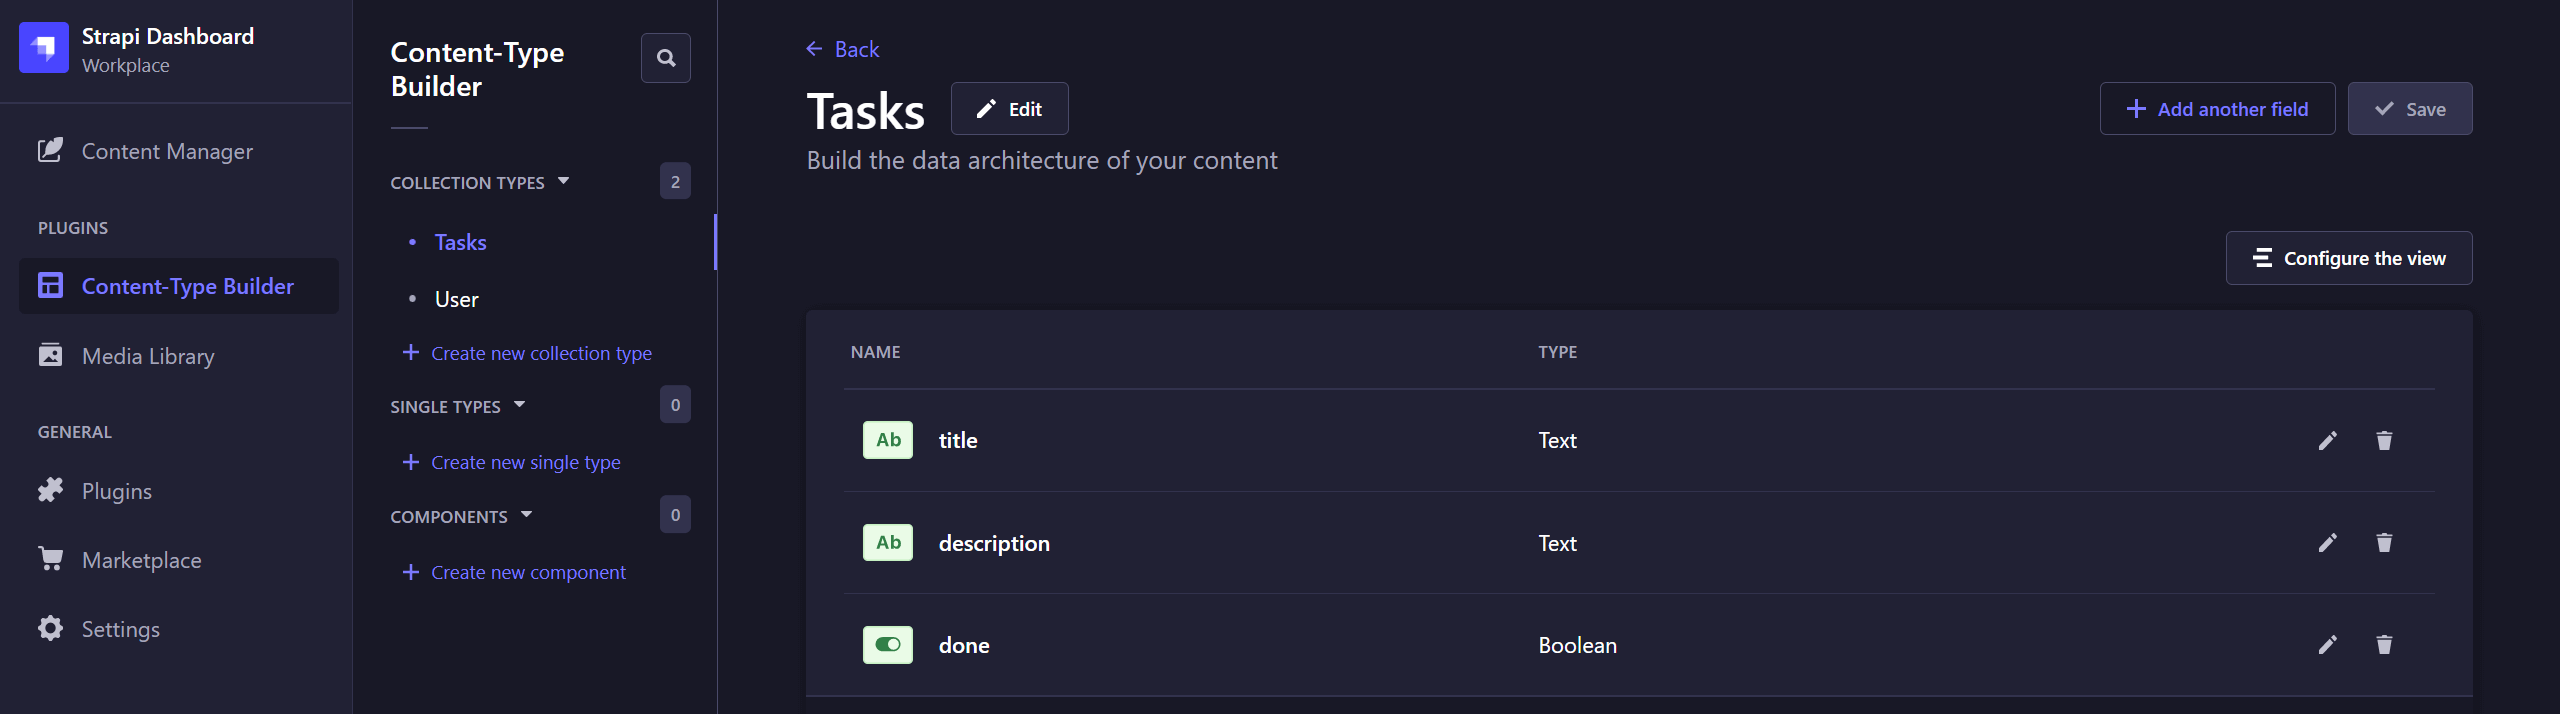 Strapi Dashboard
Workplace
Content Manager
PLUGINS
Content-Type Builder
Media Library
GENERAL
Plugins
Marketplace
Settings
Content-Type
Builder
COLLECTION TYPES 2
Tasks
User
Create new collection type
SINGLE TYPES 0
Create new single type
COMPONENTS 0
Create new component
Back
Tasks Edit
Add another field Save
Build the data architecture of your content
Configure the view
NAME TYPE
Ab title Text
Ab description Text
done Boolean